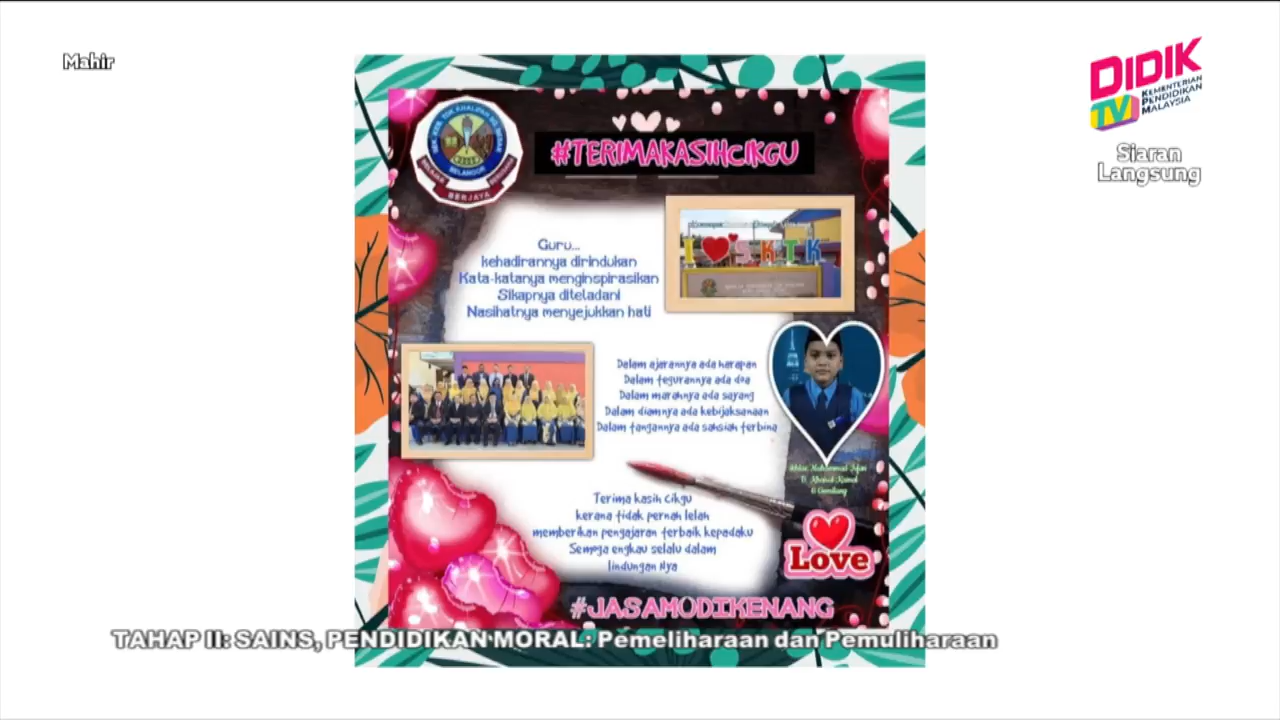 Mahir
DIDIK
TV
KEMENTERIAN
PENDIDIKAN
MALAYSIA
Siaran
Langsung
BERJAYA
#TERIMAKASIHCIKGU
Guru...
kehadirannya dirindukan
Kata-katanya menginspirasikan
Sikapnya diteladani
Nasihatnya menyejukkan hati
I S K T K
Dalam ajarannya ada harapan
Dalam tegurannya ada doa
Dalam marahnya ada sayang
Dalam diamnya ada kebijaksanaan
Dalam tangannya ada sahsiah terbina
Terima kasih Cikgu
kerana tidak pernah lelah
memberikan pengajaran terbaik kepadaku
Semoga engkau selalu dalam
lindungan Nya
Love
#JASAMODIKENANG
TAHAP II: SAINS, PENDIDIKAN MORAL: Pemeliharaan dan Pemuliharaan